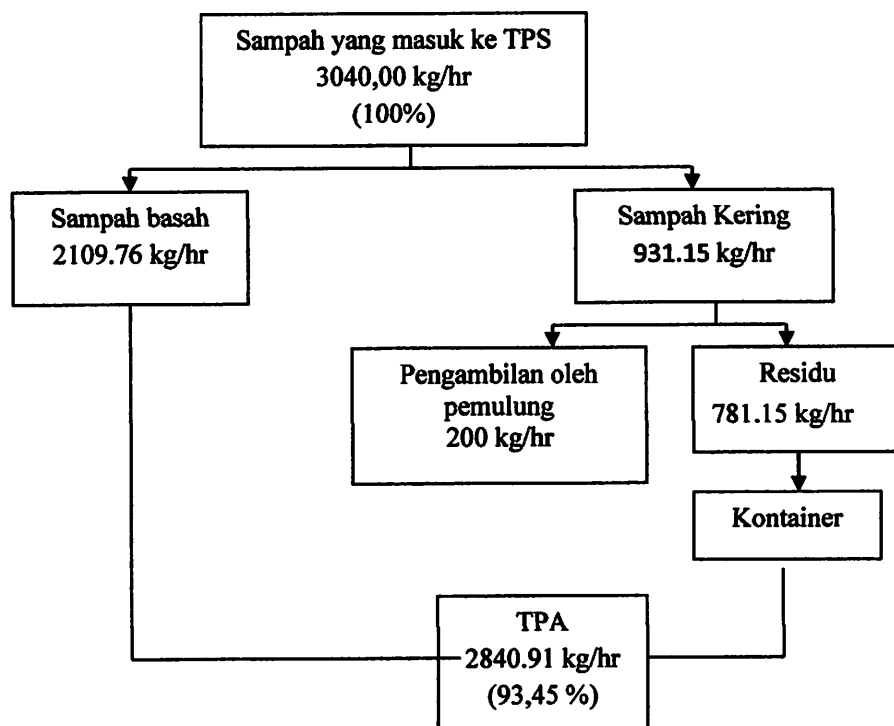 Sampah yang masuk ke TPS
3040,00 kg/hr
(100%)
Sampah basah
2109.76 kg/hr
Sampah Kering
931.15 kg/hr
Pengambilan oleh
pemulung
200 kg/hr
Residu
781.15 kg/hr
Kontainer
TPA
2840.91 kg/hr
(93,45 %)